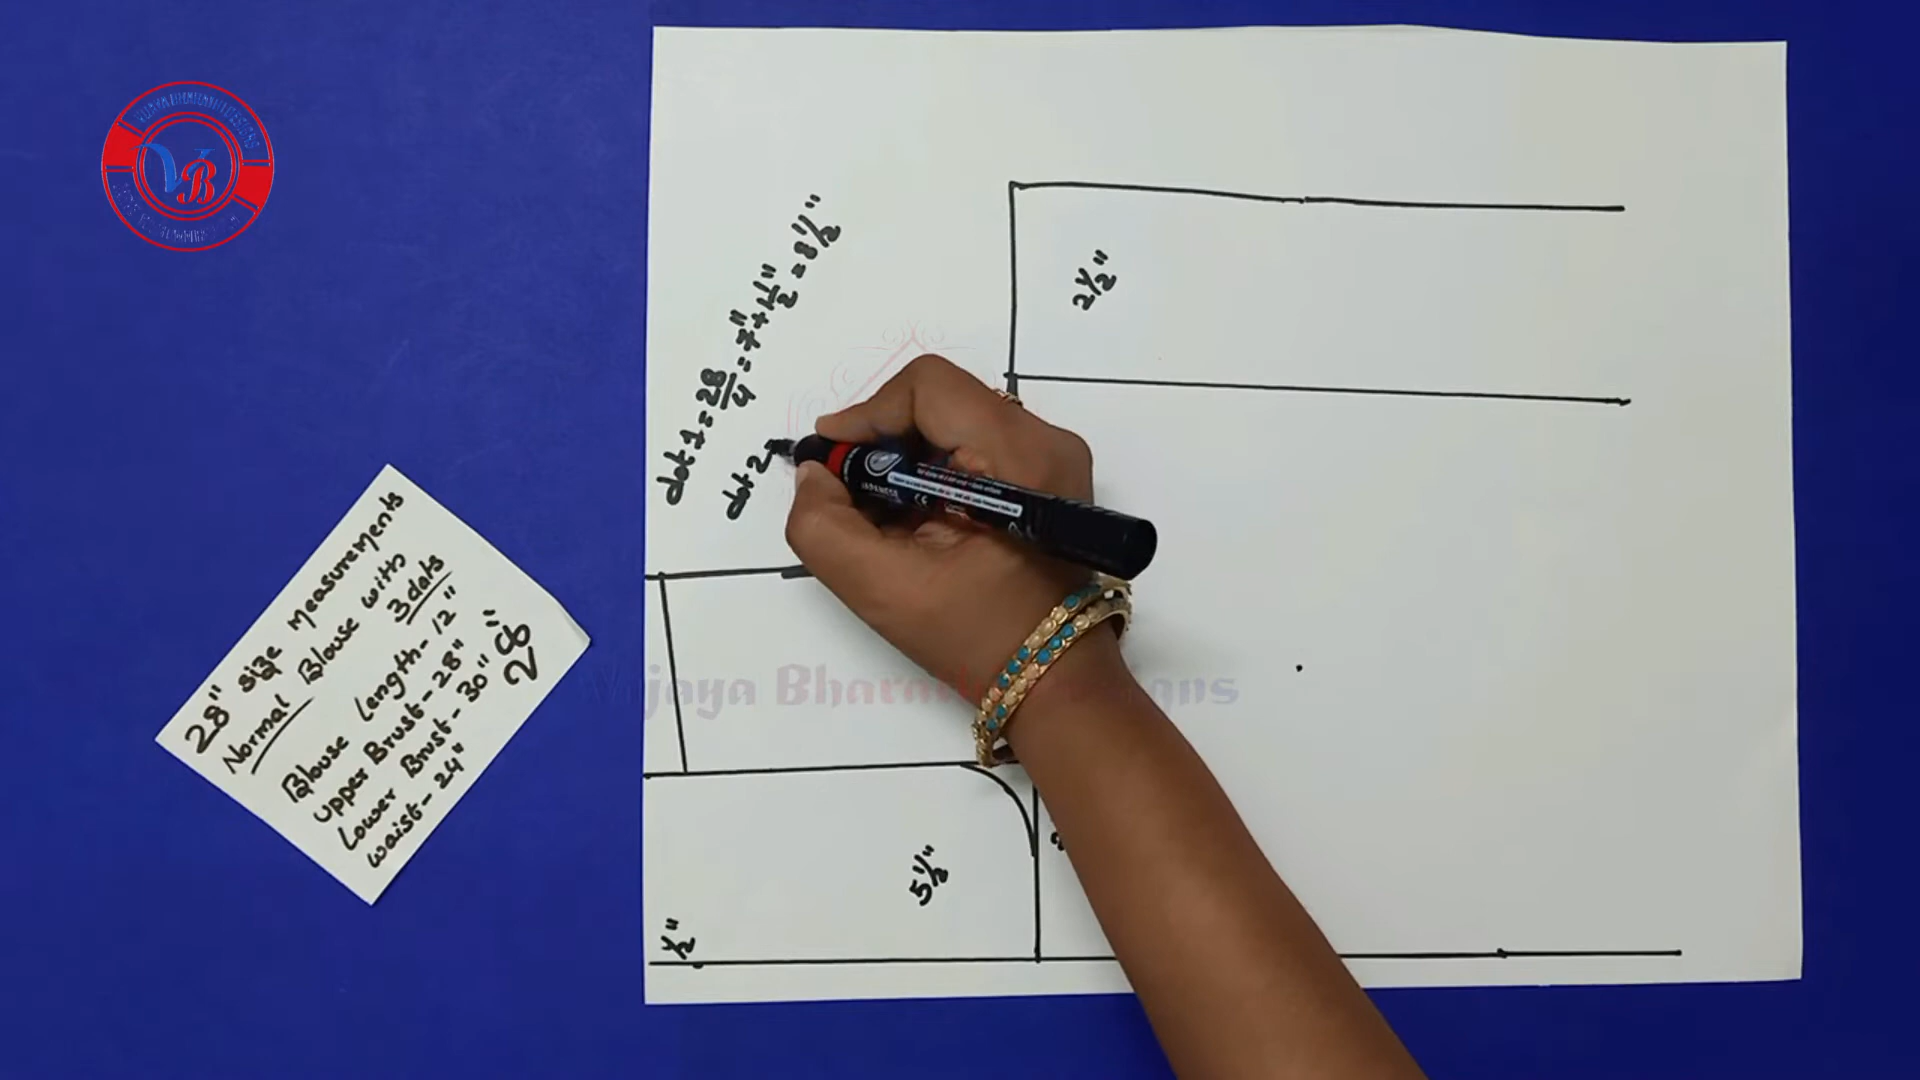 28" size measurements
Normal Blouse with
3 dots
Blouse length - 12"
upper Brust - 28"
Lower Brust - 30"
waist - 24"
28"
dot 1 = 28/4 = 7" + 1 1/2" = 8 1/2"
dot 2
2 1/2"
5 1/2"
1/2"
VB
Vijaya Bharathi Designs